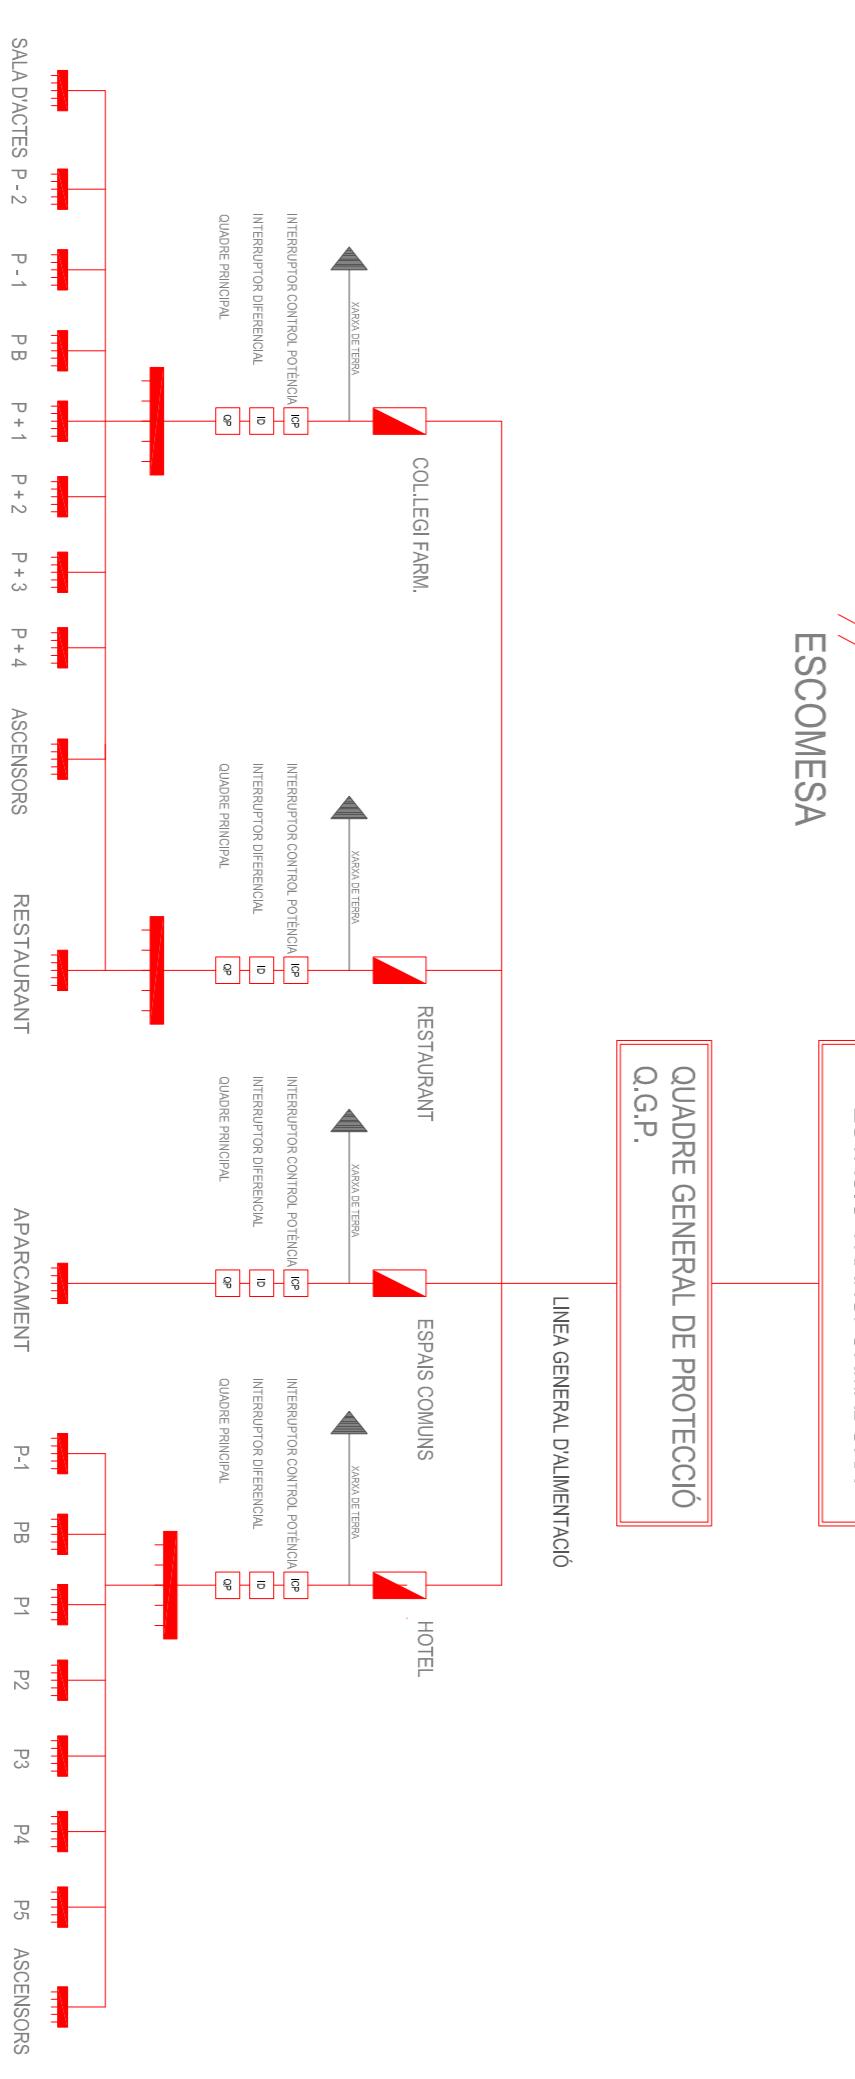 ESCOMESA
QUADRE GENERAL DE PROTECCIÓ
Q.G.P.
LINEA GENERAL D'ALIMENTACIÓ
COL.LEGI FARM.
RESTAURANT
ESPAIS COMUNS
HOTEL
XARXA DE TERRA
XARXA DE TERRA
XARXA DE TERRA
XARXA DE TERRA
INTERRUPTOR CONTROL POTÈNCIA
ICP
INTERRUPTOR CONTROL POTÈNCIA
ICP
INTERRUPTOR CONTROL POTÈNCIA
ICP
INTERRUPTOR CONTROL POTÈNCIA
ICP
INTERRUPTOR DIFERENCIAL
ID
INTERRUPTOR DIFERENCIAL
ID
INTERRUPTOR DIFERENCIAL
ID
INTERRUPTOR DIFERENCIAL
ID
QUADRE PRINCIPAL
QP
QUADRE PRINCIPAL
QP
QUADRE PRINCIPAL
QP
QUADRE PRINCIPAL
QP
SALA D'ACTES
P - 2
P - 1
P B
P + 1
P + 2
P + 3
P + 4
ASCENSORS
RESTAURANT
APARCAMENT
P-1
PB
P1
P2
P3
P4
P5
ASCENSORS